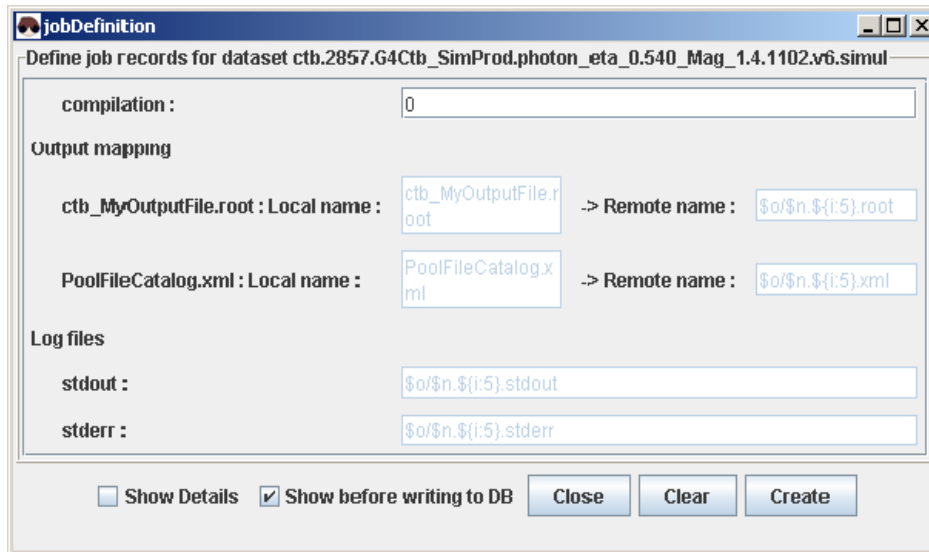 jobDefinition
Define job records for dataset ctb.2857.G4Ctb_SimProd.photon_eta_0.540_Mag_1.4.1102.v6.simul
compilation : 0
Output mapping
ctb_MyOutputFile.root : Local name : ctb_MyOutputFile.r
oot -> Remote name : $o/$n.${i:5}.root
PoolFileCatalog.xml : Local name : PoolFileCatalog.x
ml -> Remote name : $o/$n.${i:5}.xml
Log files
stdout : $o/$n.${i:5}.stdout
stderr : $o/$n.${i:5}.stderr
Show Details Show before writing to DB Close Clear Create